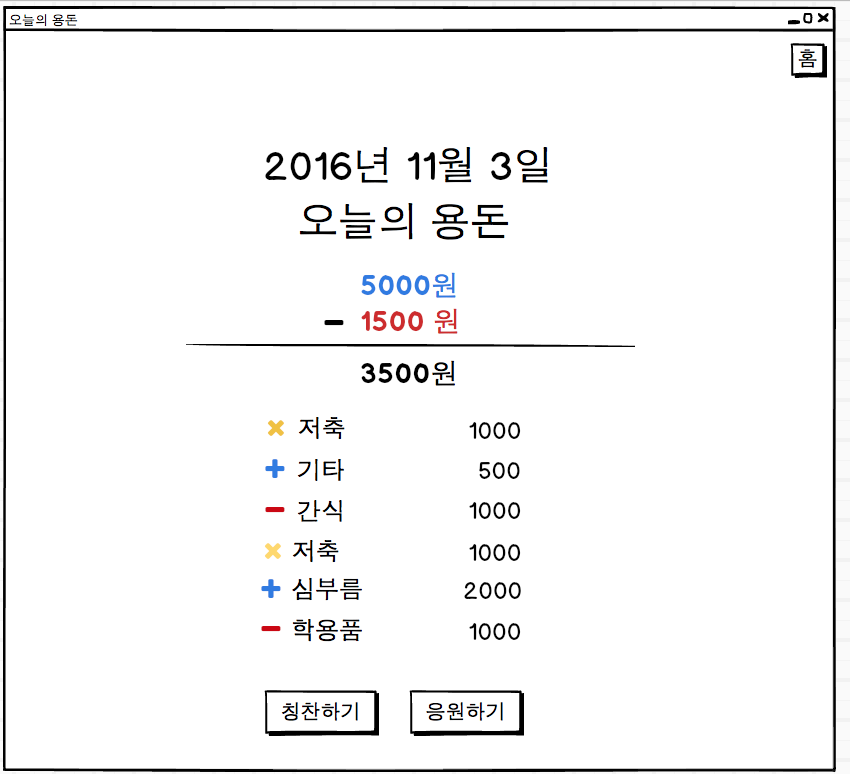 오늘의 용돈
홈
2016년 11월 3일
오늘의 용돈
5000원
- 1500 원
3500원
× 저축 1000
+ 기타 500
- 간식 1000
× 저축 1000
+ 심부름 2000
- 학용품 1000
칭찬하기 응원하기